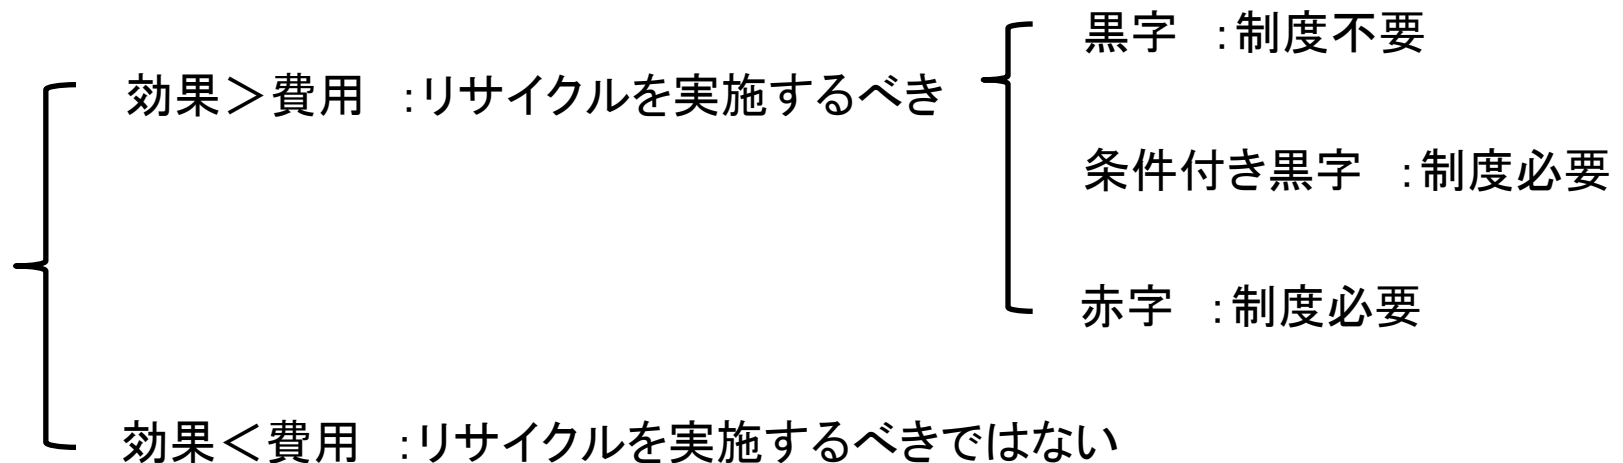 黒字　:制度不要
効果＞費用　:リサイクルを実施するべき
条件付き黒字　:制度必要
赤字　:制度必要
効果＜費用　:リサイクルを実施するべきではない